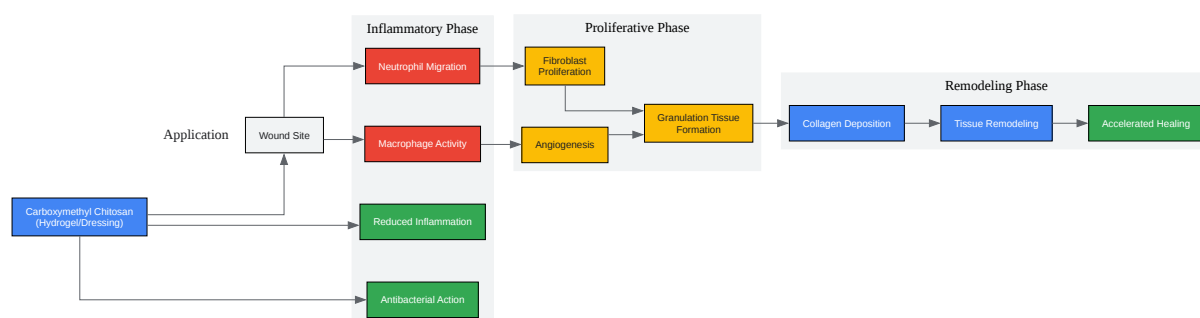 Inflammatory Phase
Proliferative Phase
Neutrophil Migration
Fibroblast
Proliferation
Remodeling Phase
Application
Wound Site
Macrophage Activity
Angiogenesis
Granulation Tissue
Formation
Collagen Deposition
Tissue Remodeling
Accelerated Healing
Carboxymethyl Chitosan
(Hydrogel/Dressing)
Reduced Inflammation
Antibacterial Action